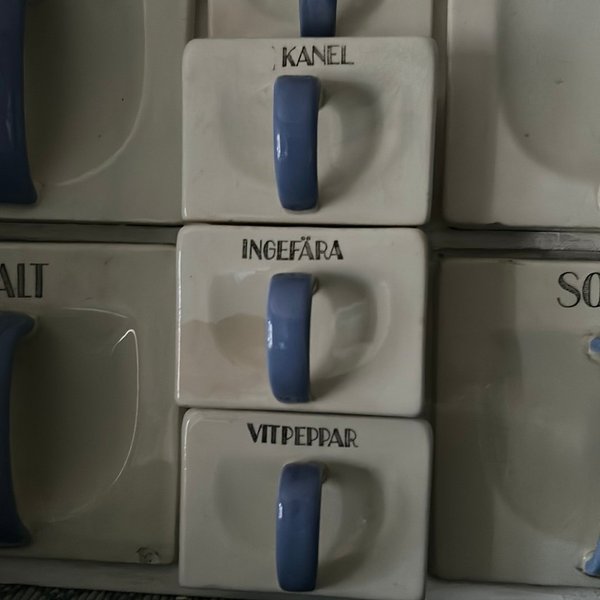 KANEL
INGEFÄRA
ALT
SO
VITPEPPAR